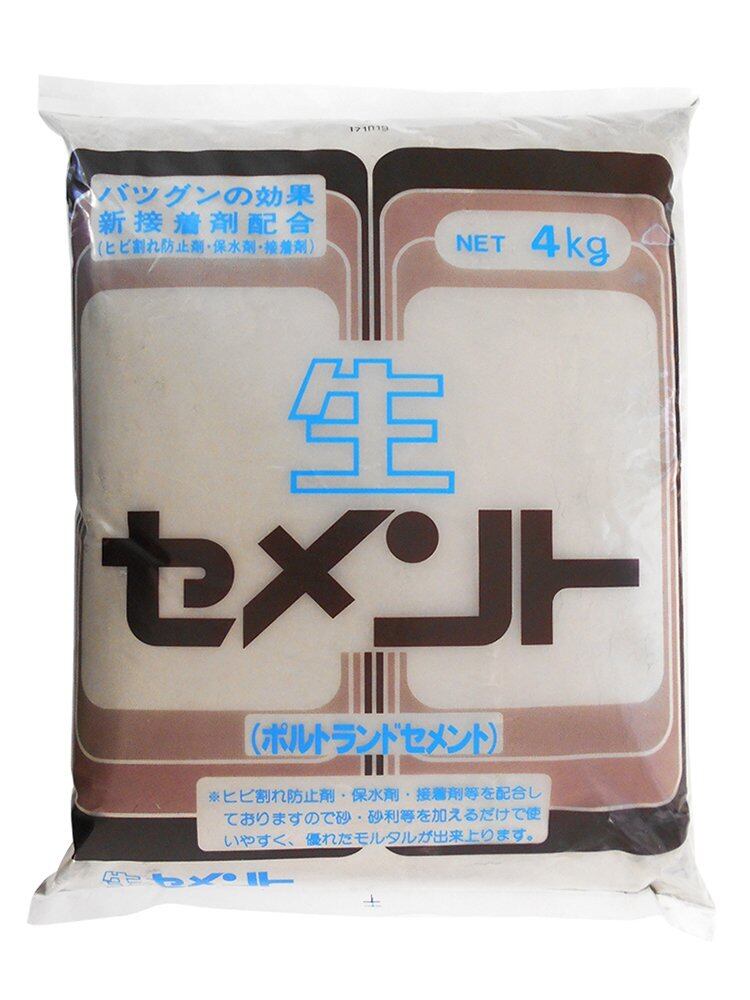 171019
バツグンの効果
新接着剤配合
(ヒビ割れ防止剤・保水剤・接着剤)
NET 4kg
生
セメント
(ポルトランドセメント)
※ヒビ割れ防止剤・保水剤・接着剤等を配合し
ておりますので砂・砂利等を加えるだけで使
いやすく、優れたモルタルが出来上ります。
生セメント